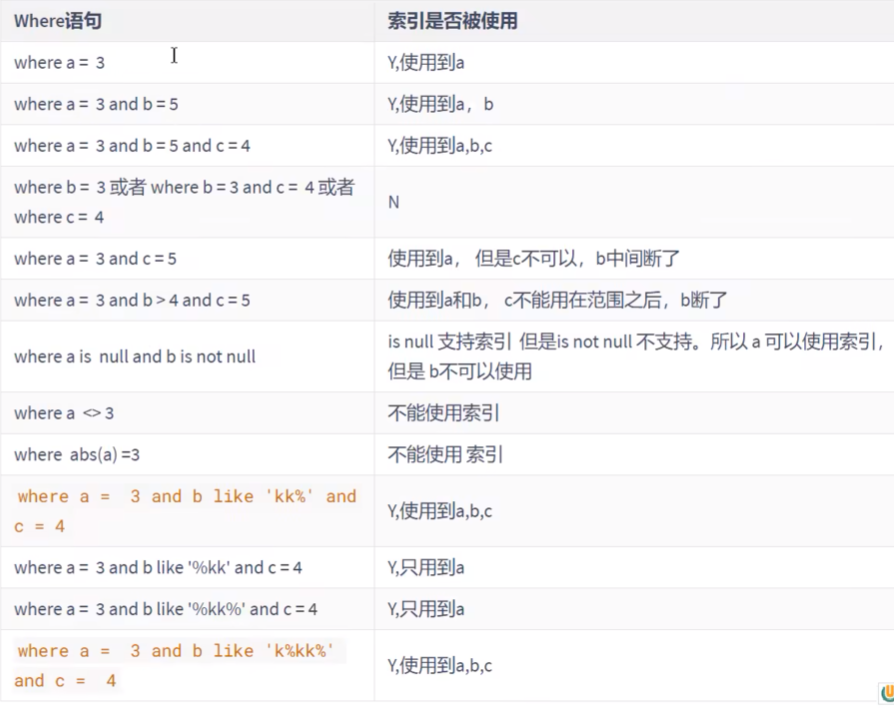 Where语句 索引是否被使用
where a = 3 Y,使用到a
where a = 3 and b = 5 Y,使用到a，b
where a = 3 and b = 5 and c = 4 Y,使用到a,b,c
where b = 3 或者 where b = 3 and c = 4 或者
where c = 4
N
where a = 3 and c = 5 使用到a， 但是c不可以，b中间断了
where a = 3 and b > 4 and c = 5 使用到a和b， c不能用在范围之后，b断了
where a is null and b is not null
is null 支持索引 但是is not null 不支持。所以 a 可以使用索引，
但是 b不可以使用
where a <> 3 不能使用索引
where abs(a) =3 不能使用 索引
where a = 3 and b like 'kk%' and
c = 4
Y,使用到a,b,c
where a = 3 and b like '%kk' and c = 4 Y,只用到a
where a = 3 and b like '%kk%' and c = 4 Y,只用到a
where a = 3 and b like 'k%kk%'
and c = 4
Y,使用到a,b,c